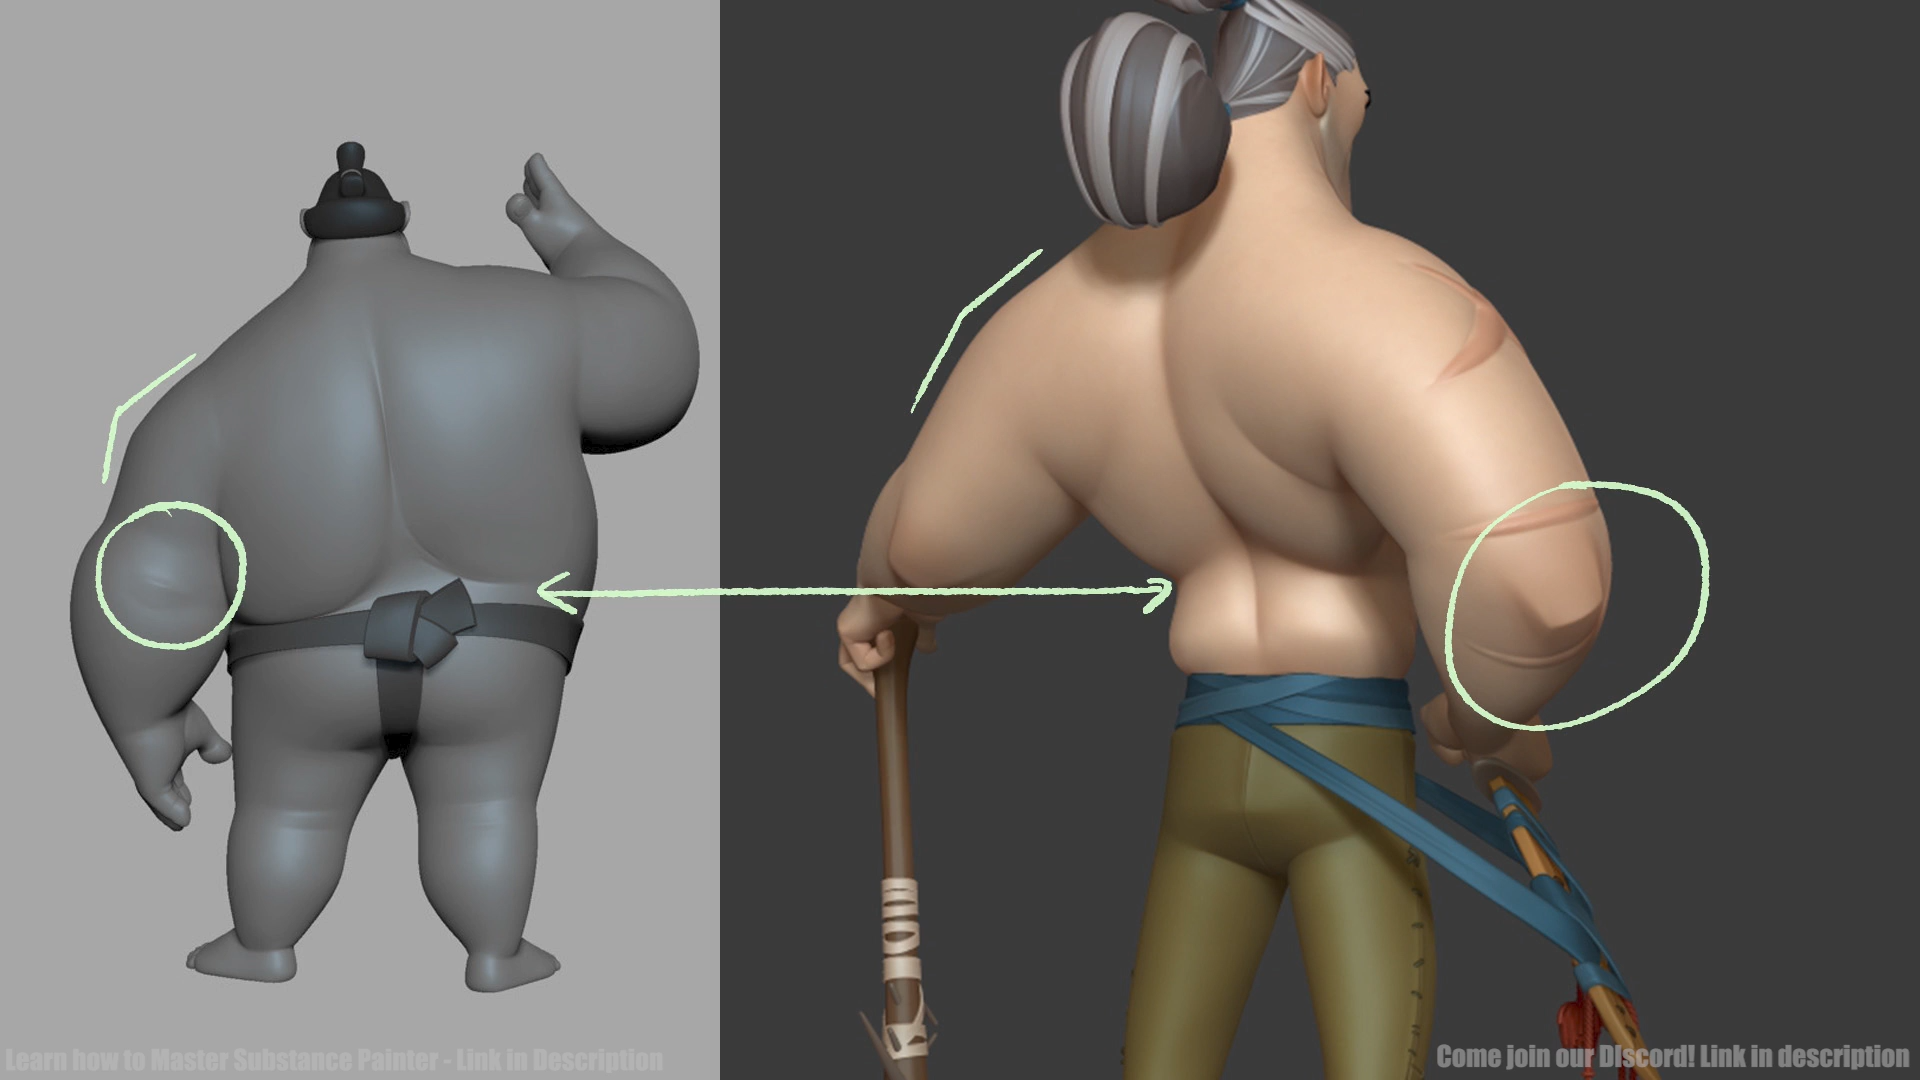 Learn how to Master Substance Painter - Link in Description
Come join our DIscord! Link in description